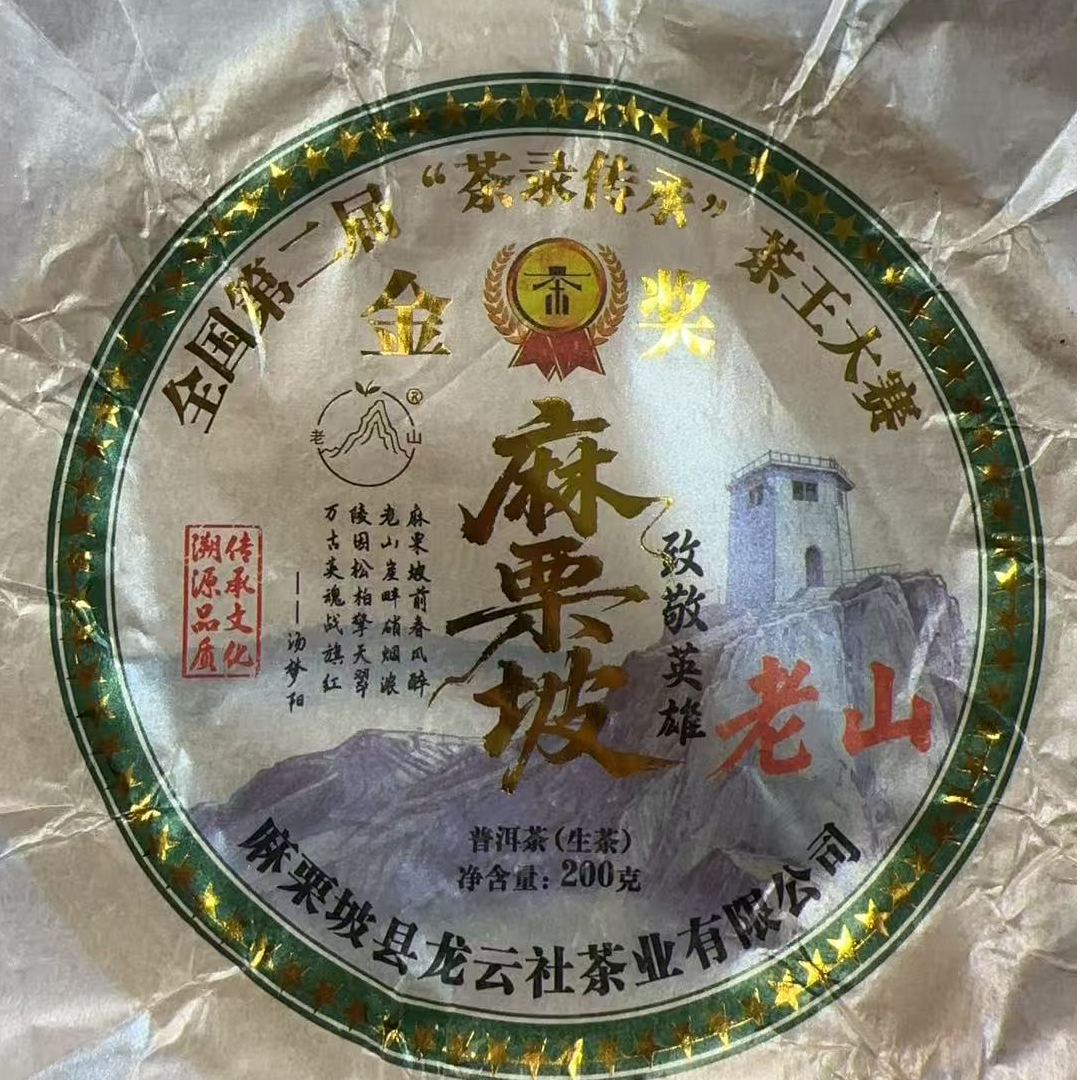 全国第二届“茶录传承”茶王大赛
金奖
茶
老山®
麻栗坡
致敬英雄
老山
麻栗坡前春风醉
老山崖畔硝烟浓
陵园松柏擎天翠
万古英魂战旗红
——汤梦阳
传承文化
溯源品质
普洱茶(生茶)
净含量：200克
麻栗坡县龙云社茶业有限公司